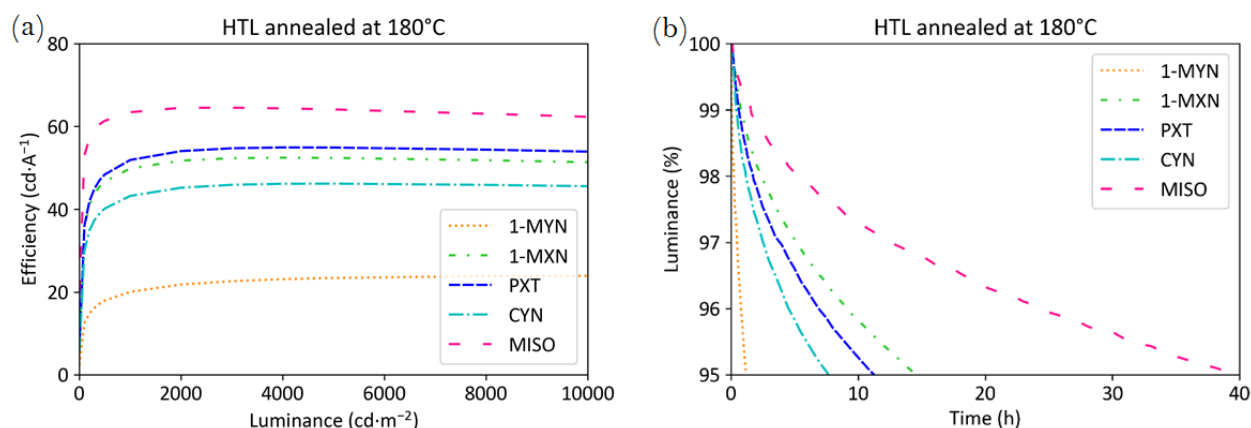 (a)
HTL annealed at 180°C
80
60
40
20
0
Efficiency (cd·A⁻¹)
1-MYN
1-MXN
PXT
CYN
MISO
0 2000 4000 6000 8000 10000
Luminance (cd·m⁻²)
(b)
HTL annealed at 180°C
100
99
98
97
96
95
Luminance (%)
1-MYN
1-MXN
PXT
CYN
MISO
0 10 20 30 40
Time (h)